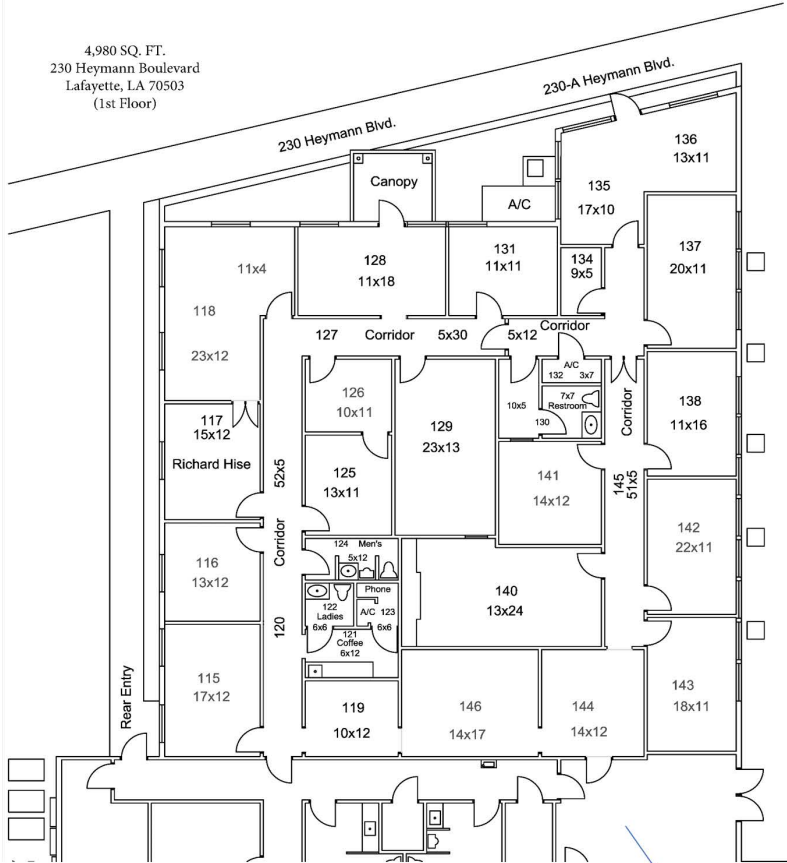 4,980 SQ. FT.
230 Heymann Boulevard
Lafayette, LA 70503
(1st Floor)
230 Heymann Blvd.
230-A Heymann Blvd.
Canopy
A/C
136
13x11
135
17x10
137
20x11
134
9x5
131
11x11
128
11x18
11x4
118
23x12
127 Corridor 5x30
5x12 Corridor
A/C
132 3x7
7x7
Restroom
10x5
130
126
10x11
129
23x13
Corridor
138
11x16
117
15x12
Richard Hise
52x5
125
13x11
141
14x12
145
51x5
142
22x11
116
13x12
Corridor
124 Men's
5x12
Phone
A/C 123
6x6
122
Ladies
6x6
121
Coffee
6x12
140
13x24
120
115
17x12
Rear Entry
119
10x12
146
14x17
144
14x12
143
18x11